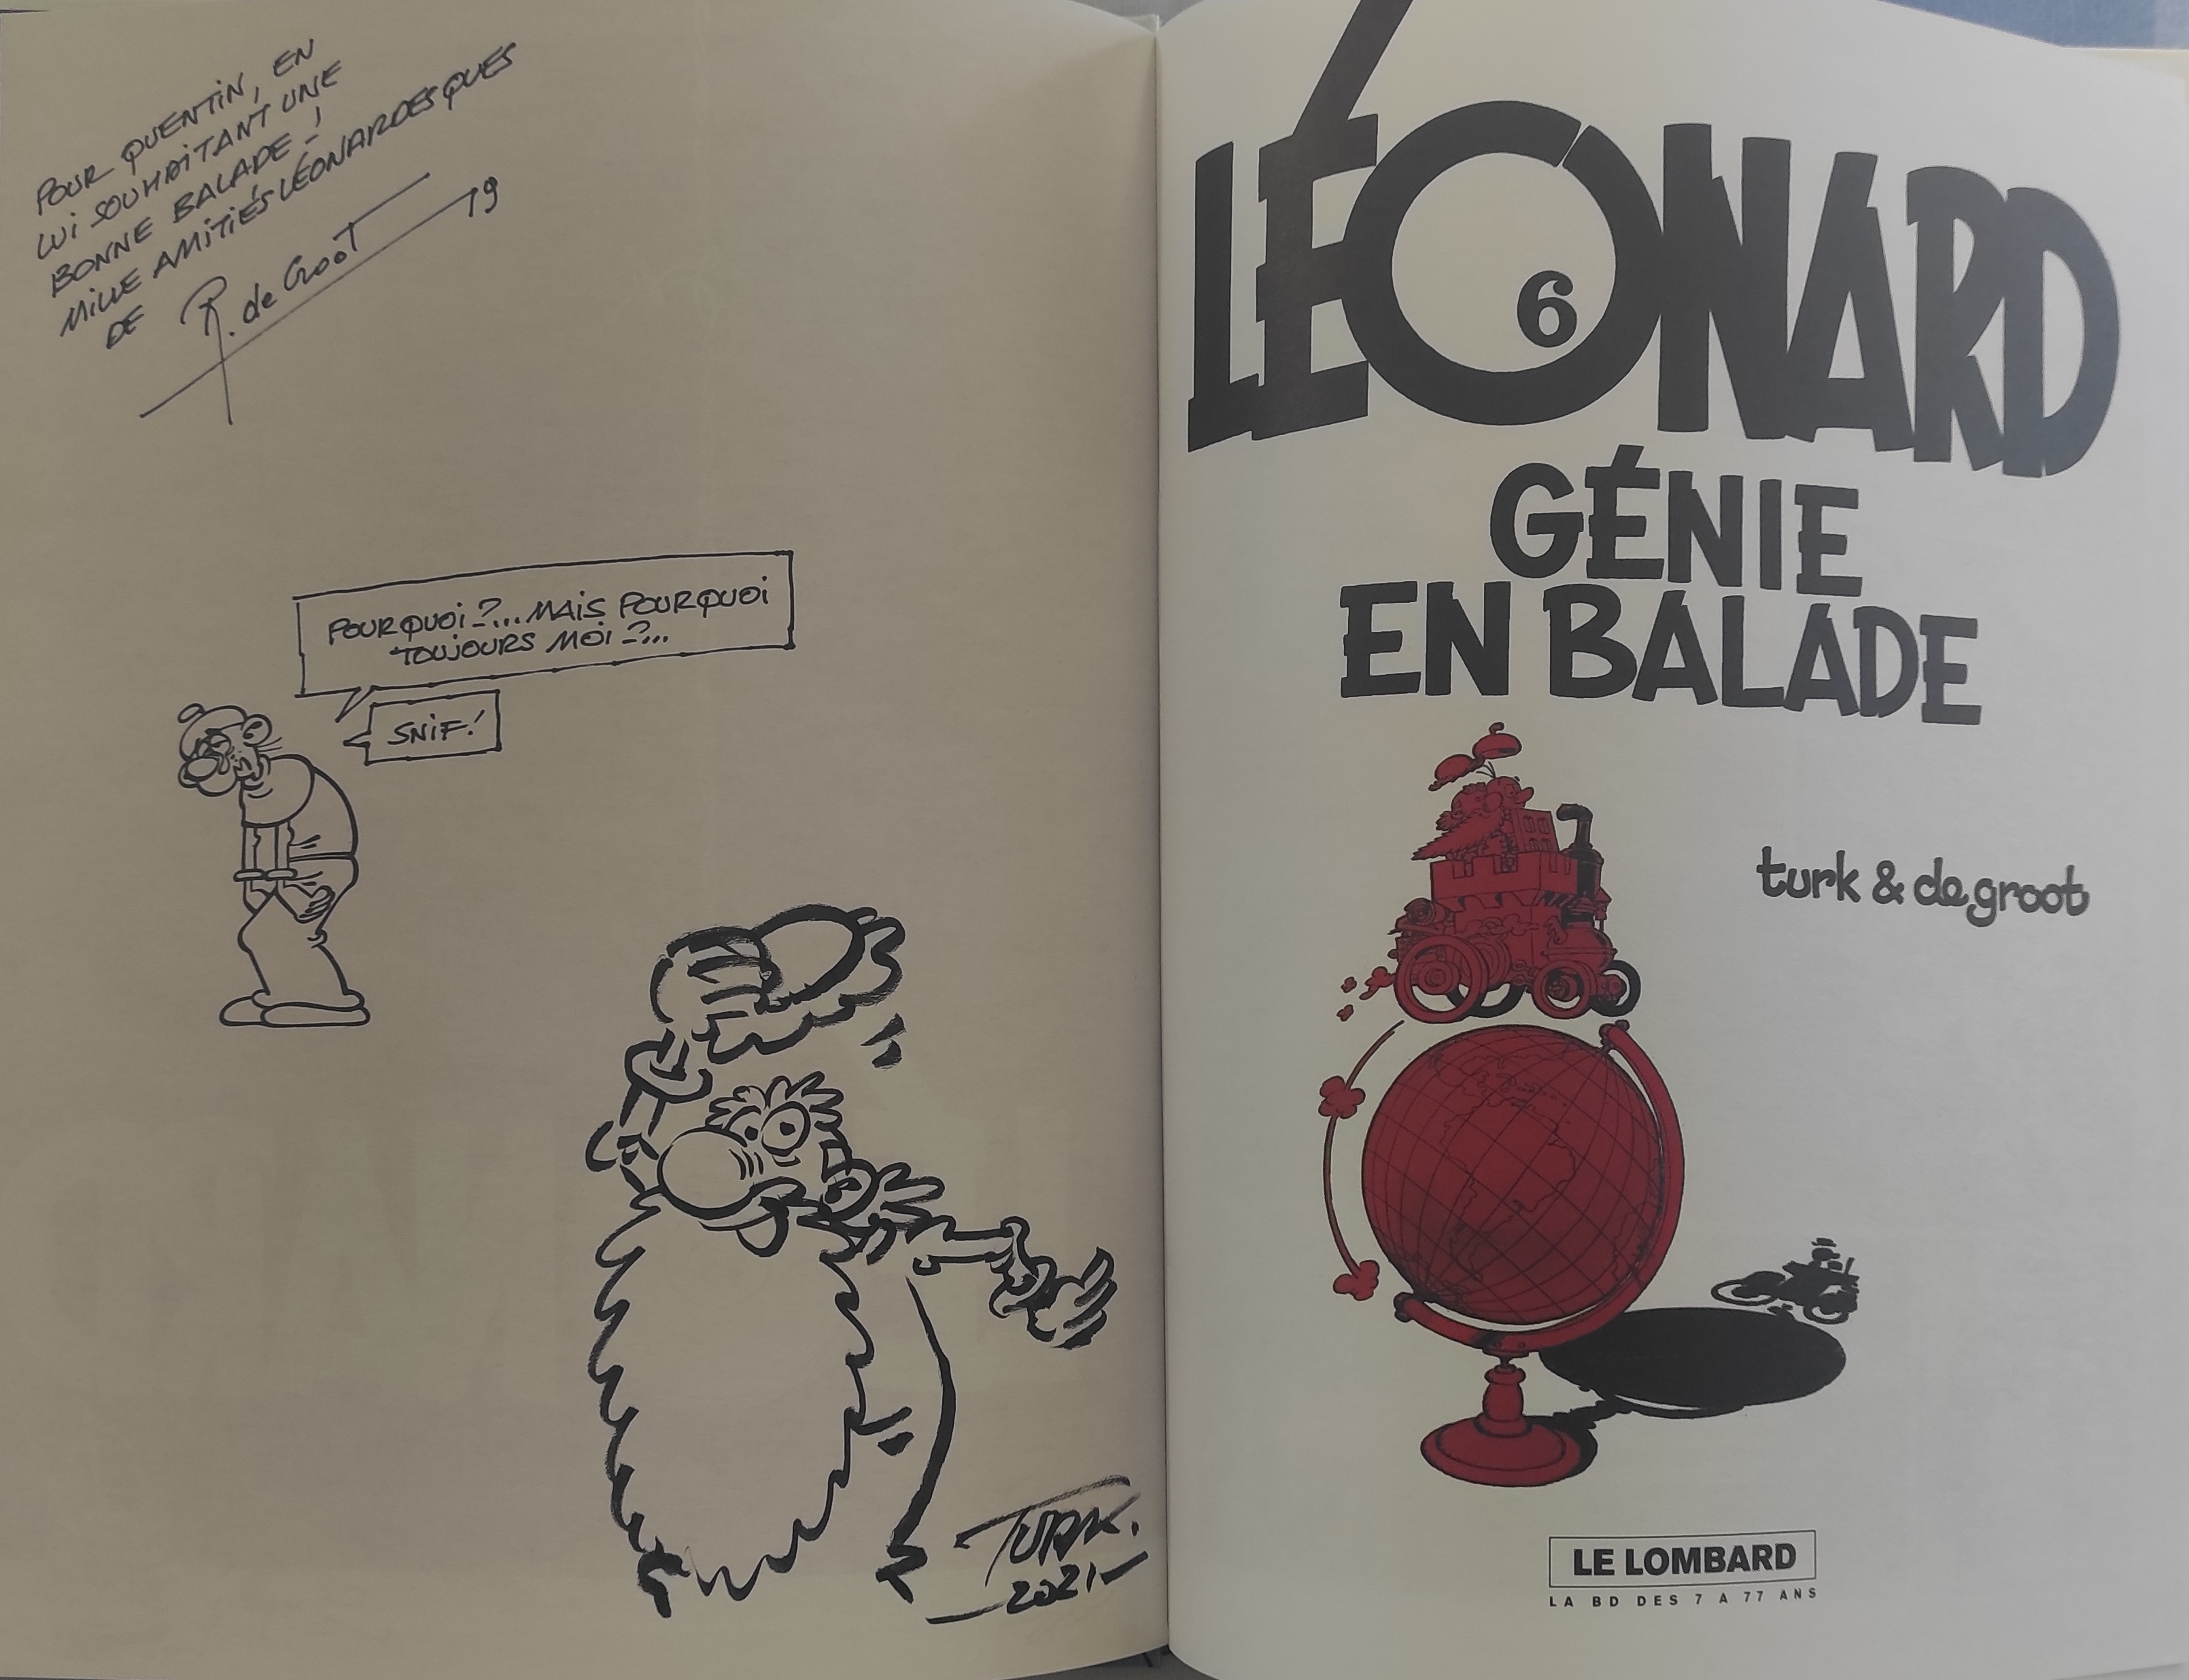 POUR QUENTIN, EN
LUI SOUHAITANT UNE
BONNE BALADE !
MILLE AMITIÉS LÉONARDESQUES
DE R. de Groot 19
POURQUOI ?... MAIS POURQUOI
TOUJOURS MOI ?...
SNIF !
TURK.
2021
LÉONARD
6
GÉNIE
EN BALADE
turk & de groot
LE LOMBARD
LA BD DES 7 A 77 ANS